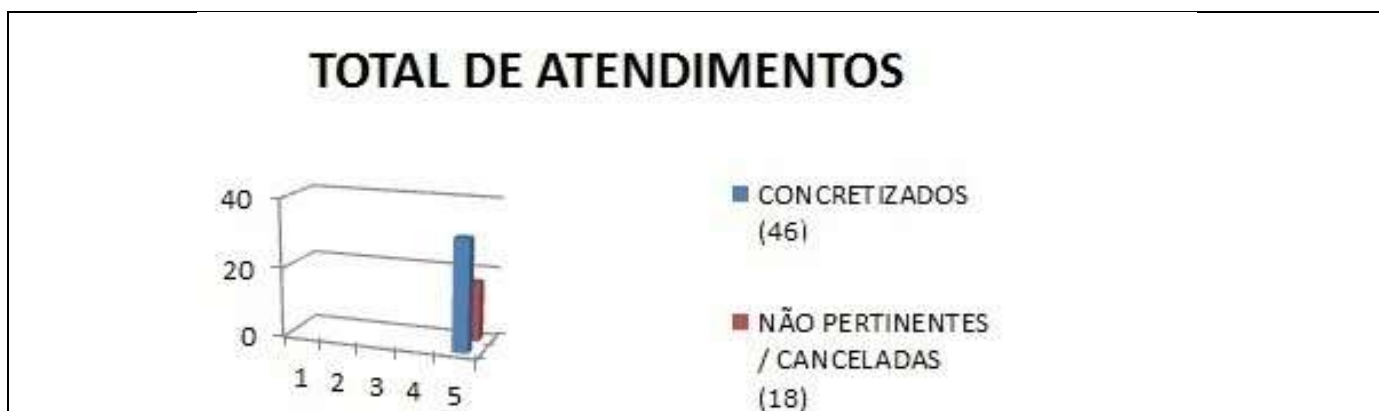 TOTAL DE ATENDIMENTOS
40
20
0
1 2 3 4 5
CONCRETIZADOS
(46)
NÃO PERTINENTES
/ CANCELADAS
(18)